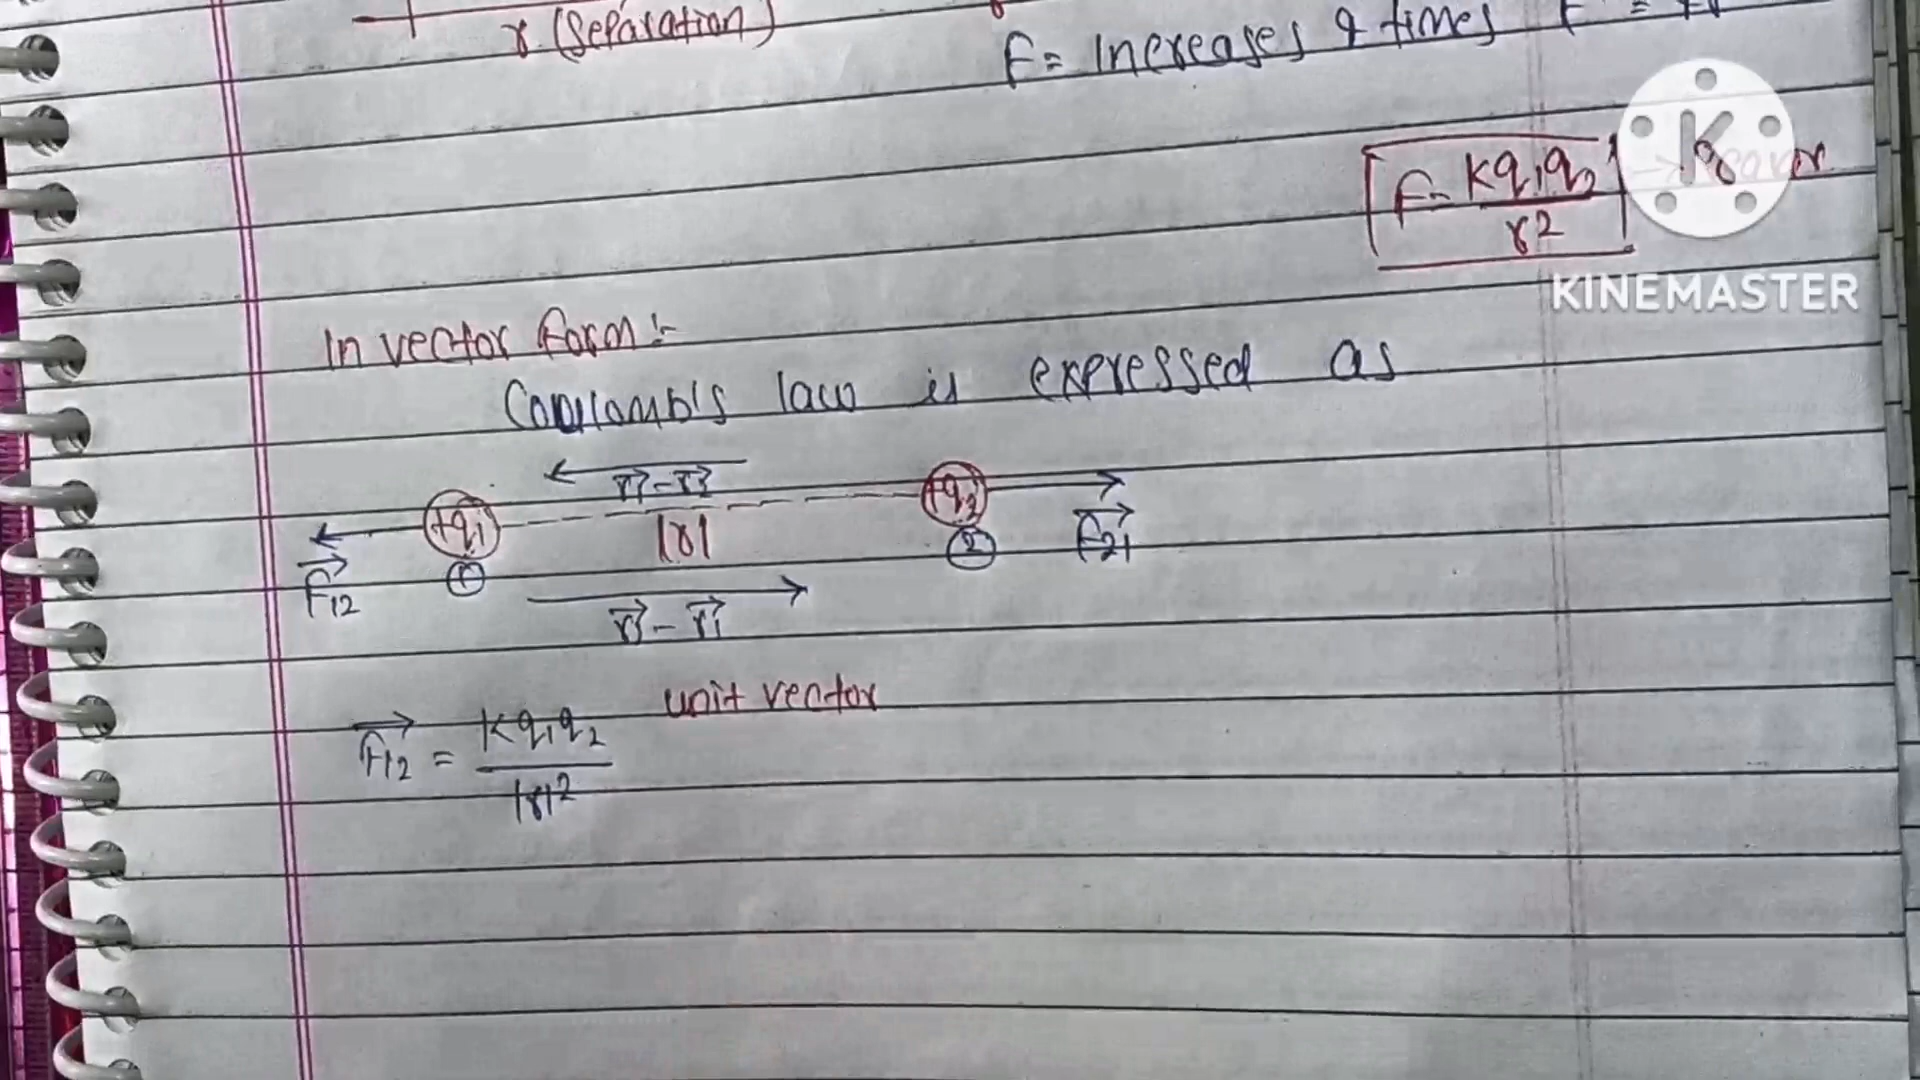 r (Separation)
F = Increases 9 times
F = Kq₁q₂ / r²
KINEMASTER
In vector form :-
Coulomb's law is expressed as
r₁ - r₂
+q₁ +q₂
|r|
① ②
F₁₂ F₂₁
r₂ - r₁
unit vector
F₁₂ = Kq₁q₂ / |r|²